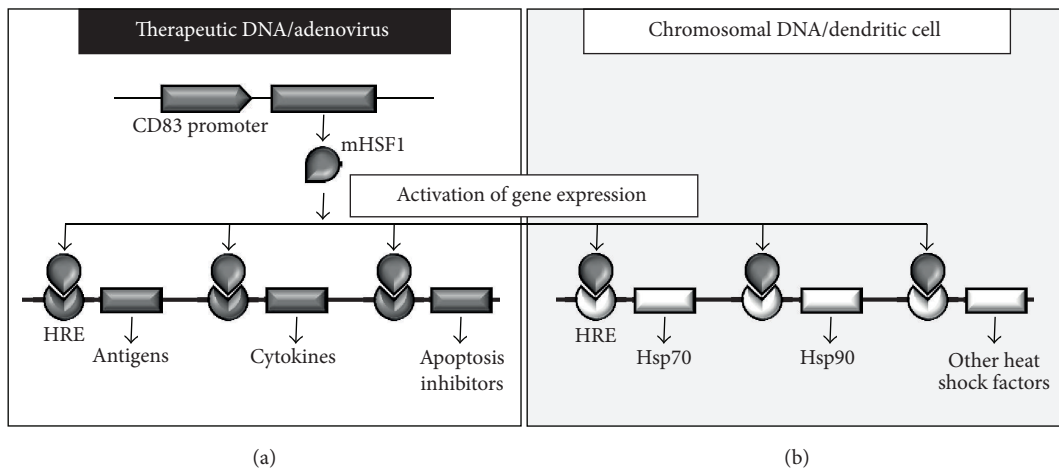 Therapeutic DNA/adenovirus
CD83 promoter
mHSF1
Activation of gene expression
HRE
Antigens
Cytokines
Apoptosis
inhibitors
(a)
Chromosomal DNA/dendritic cell
HRE
Hsp70
Hsp90
Other heat
shock factors
(b)